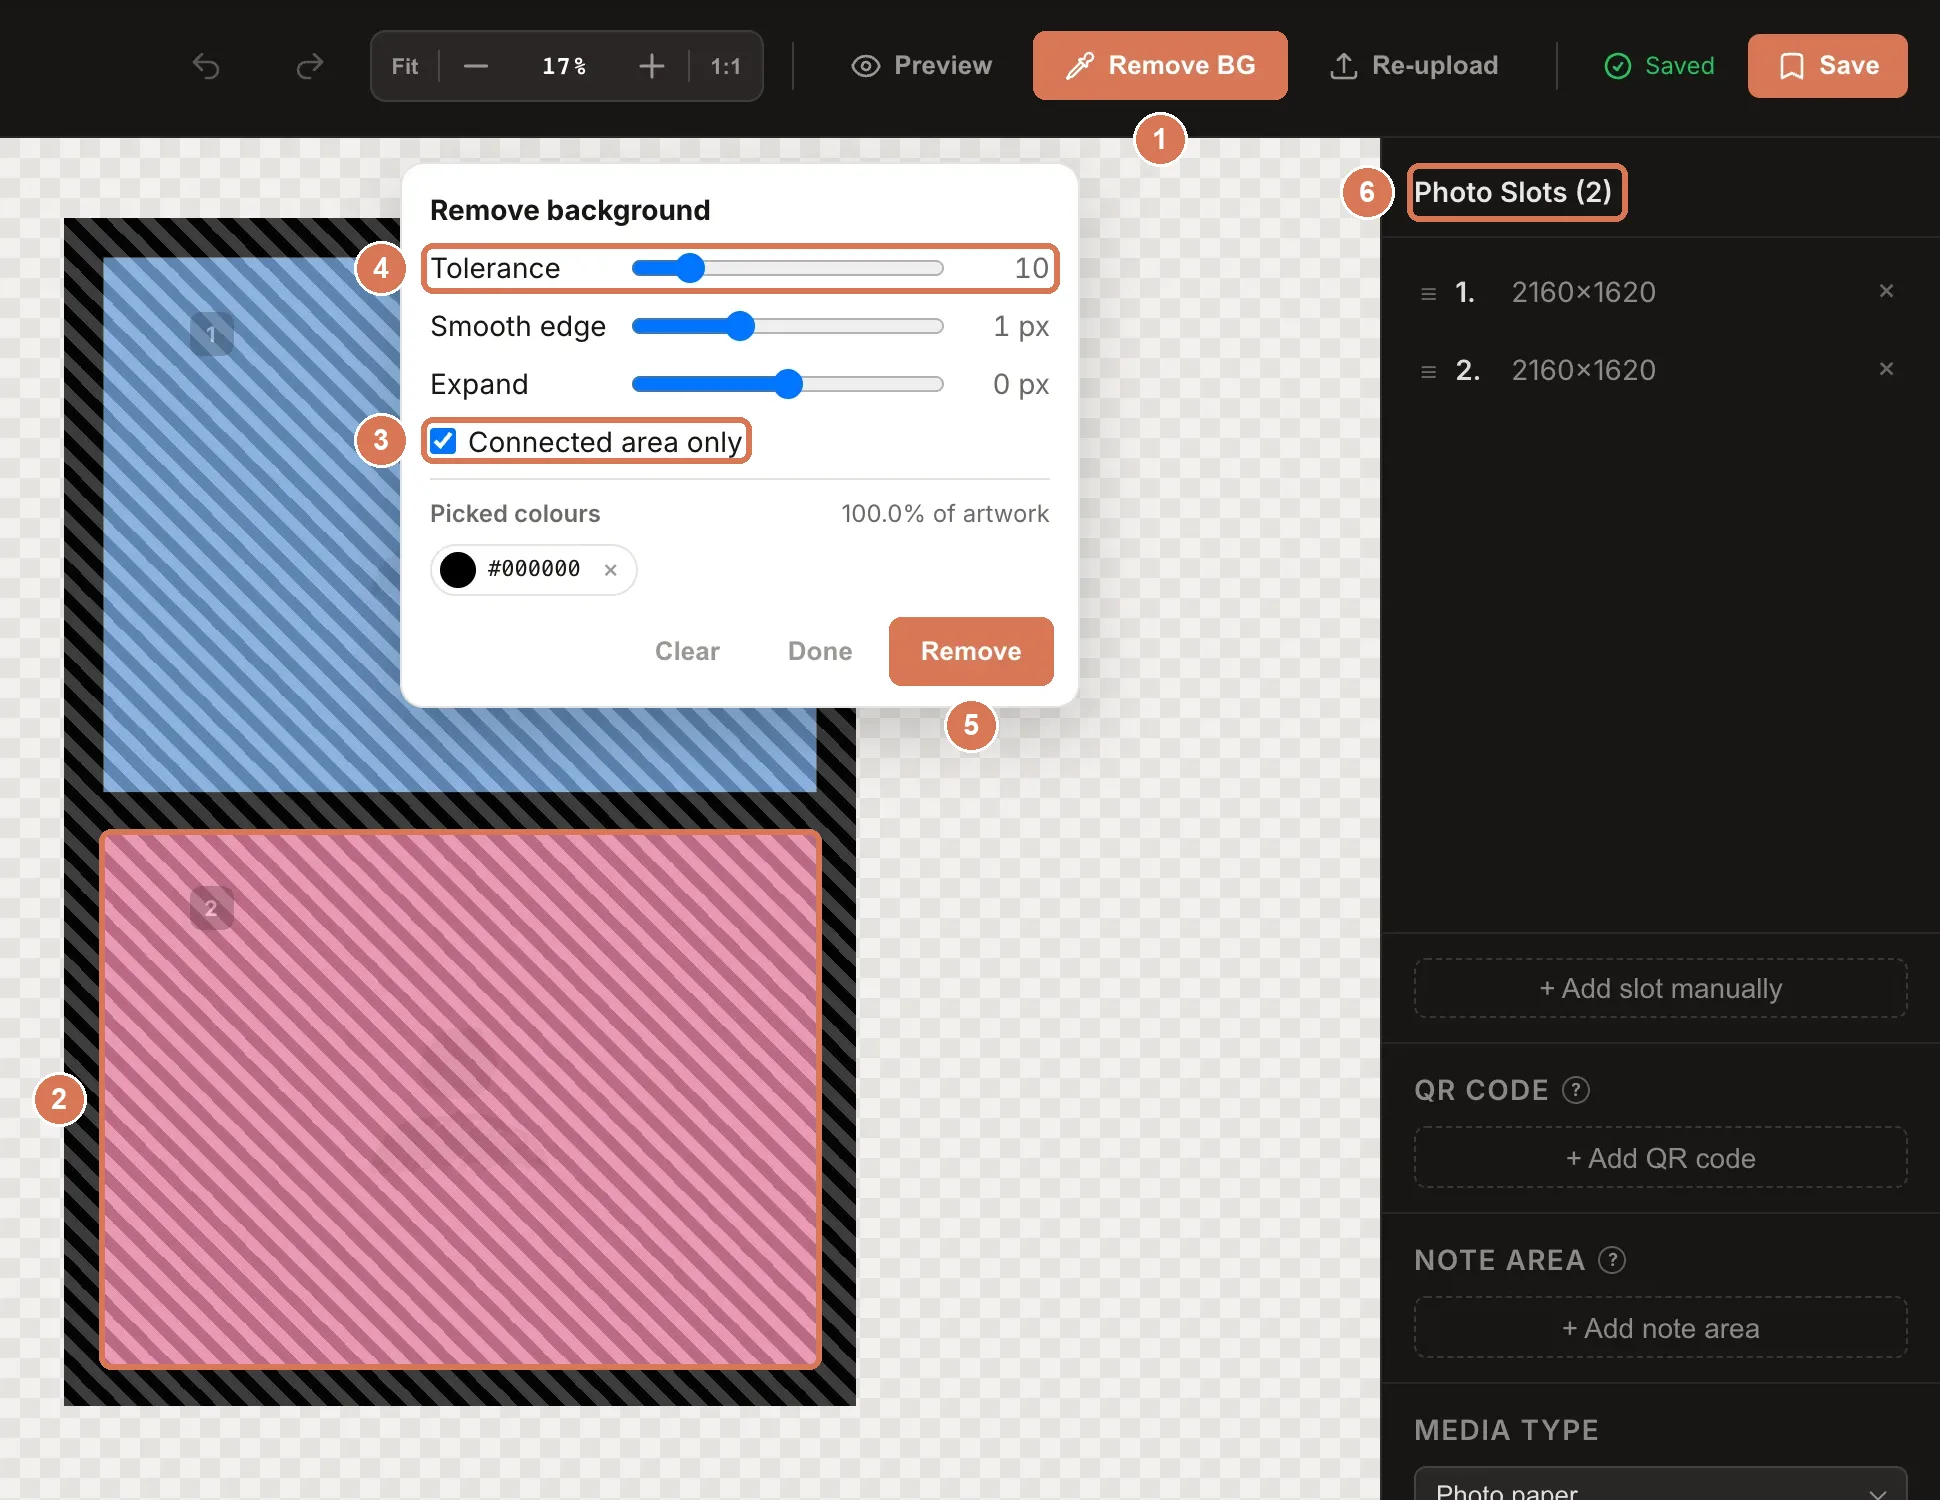 Fit — 17% + 1:1 Preview Remove BG Re-upload Saved Save
1
6 Photo Slots (2)
Remove background
4 Tolerance 10
Smooth edge 1 px
Expand 0 px
3 Connected area only
Picked colours 100.0% of artwork
#000000 ×
Clear Done Remove
5
1
2
2
1. 2160×1620 ×
2. 2160×1620 ×
+ Add slot manually
QR CODE ?
+ Add QR code
NOTE AREA ?
+ Add note area
MEDIA TYPE
Photo paper